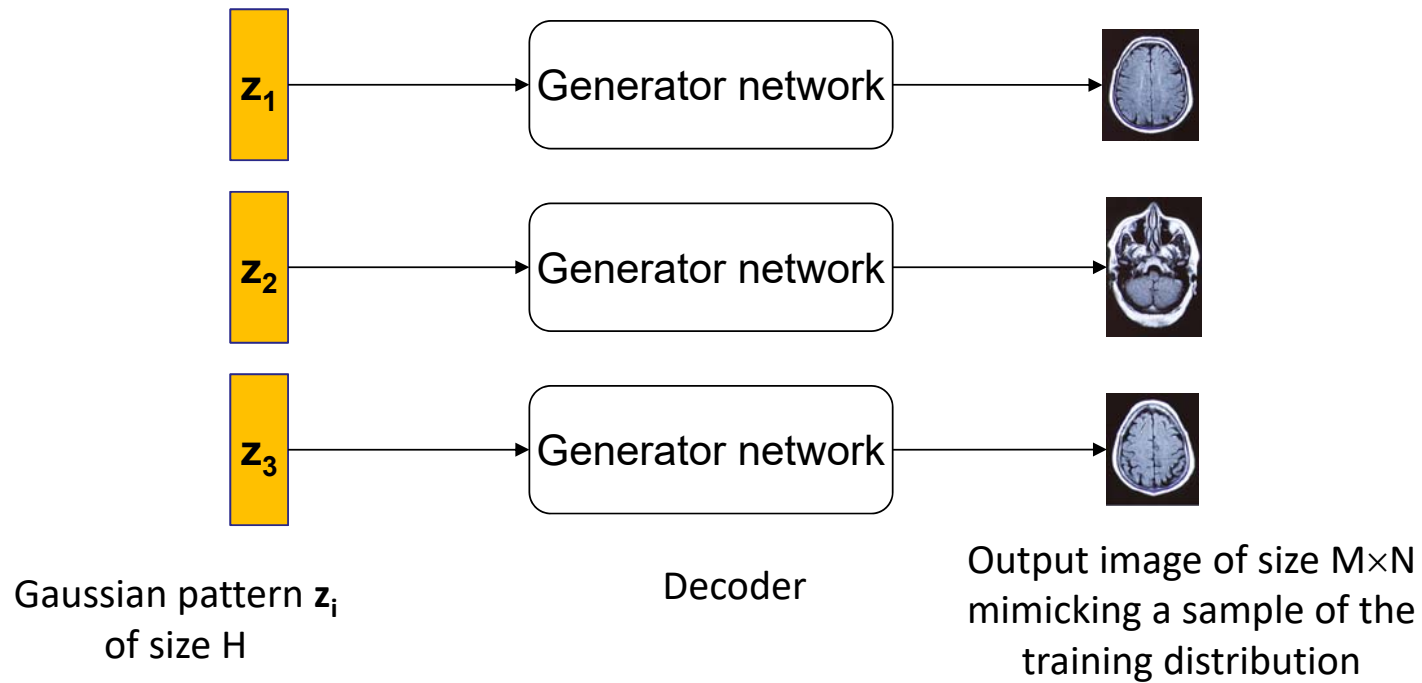 z1
Generator network
z2
Generator network
z3
Generator network
Gaussian pattern zi
of size H
Decoder
Output image of size M×N
mimicking a sample of the
training distribution